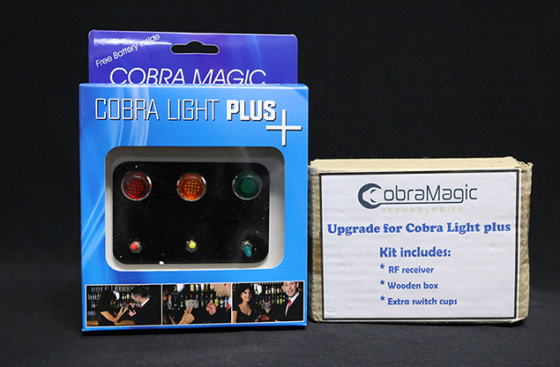 Free Battery inside
COBRA MAGIC
COBRA LIGHT PLUS+
CobraMagic
TECHNOLOGIES
Upgrade for Cobra Light plus
Kit includes:
* RF receiver
* Wooden box
* Extra switch cups